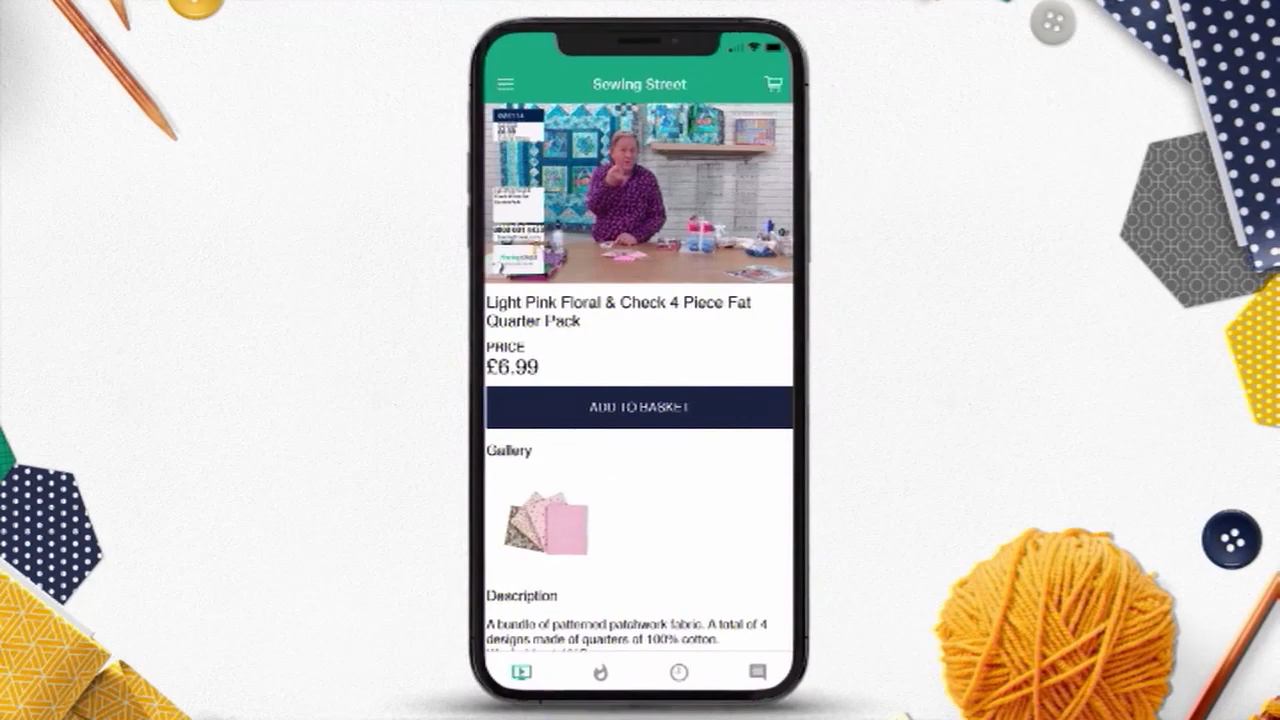 Sewing Street
Light Pink Floral & Check 4 Piece Fat
Quarter Pack
PRICE
£6.99
ADD TO BASKET
Gallery
Description
A bundle of patterned patchwork fabric. A total of 4
designs made of quarters of 100% cotton.